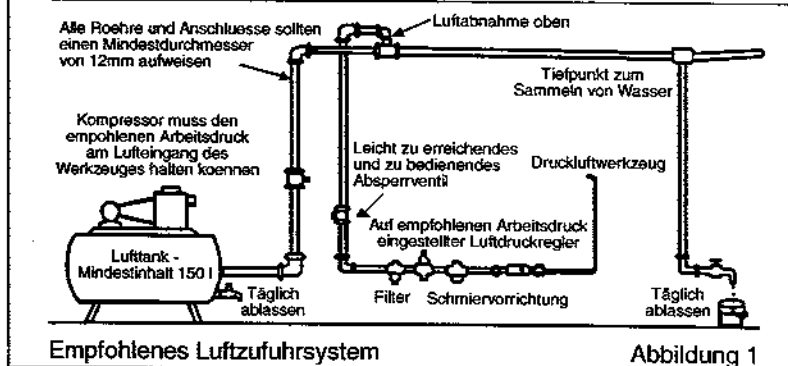 Alle Roehre und Anschluesse sollten
einen Mindestdurchmesser
von 12mm aufweisen
Luftabnahme oben
Tiefpunkt zum
Sammeln von Wasser
Kompressor muss den
empohlenen Arbeitsdruck
am Lufteingang des
Werkzeuges halten koennen
Leicht zu erreichendes
und zu bedienendes
Absperrventil
Druckluftwerkzeug
Auf empfohlenen Arbeitsdruck
eingestellter Luftdruckregler
Lufttank -
Mindestinhalt 150 l
Täglich
ablassen
Filter
Schmiervorrichtung
Täglich
ablassen
Empfohlenes Luftzufuhrsystem
Abbildung 1